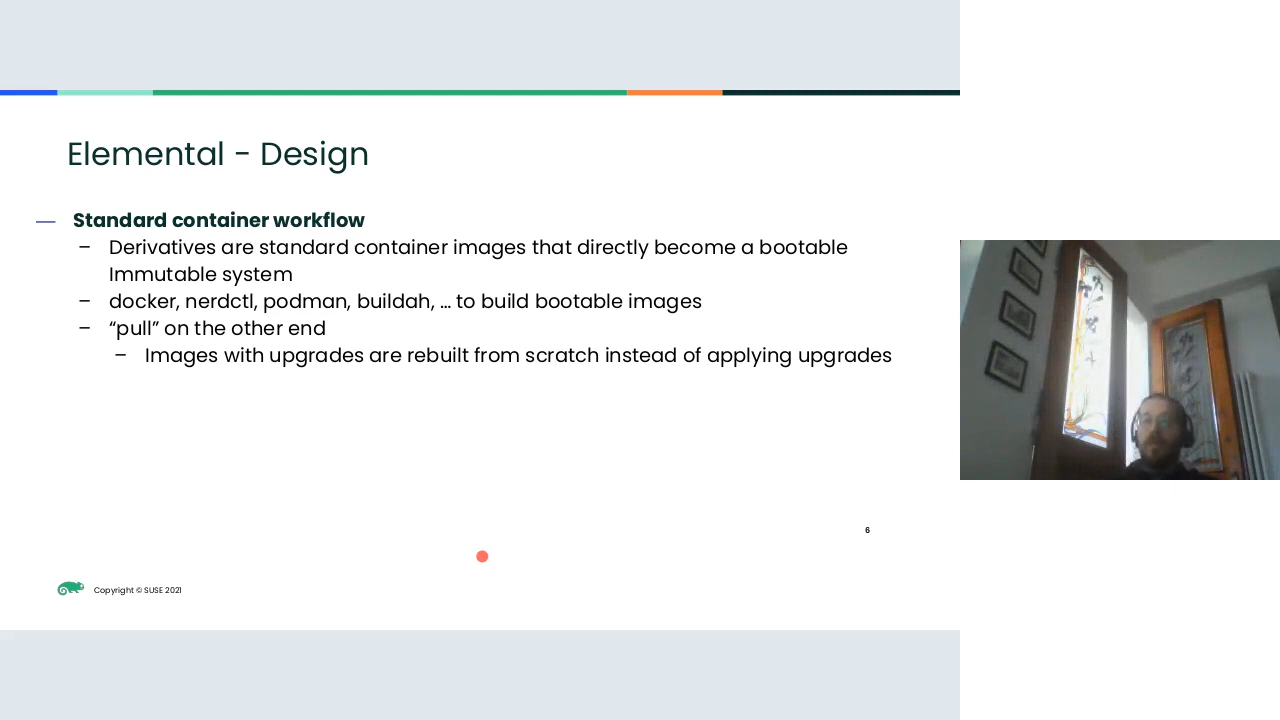 Elemental - Design
— Standard container workflow
– Derivatives are standard container images that directly become a bootable
Immutable system
– docker, nerdctl, podman, buildah, ... to build bootable images
– “pull” on the other end
– Images with upgrades are rebuilt from scratch instead of applying upgrades
6
Copyright © SUSE 2021